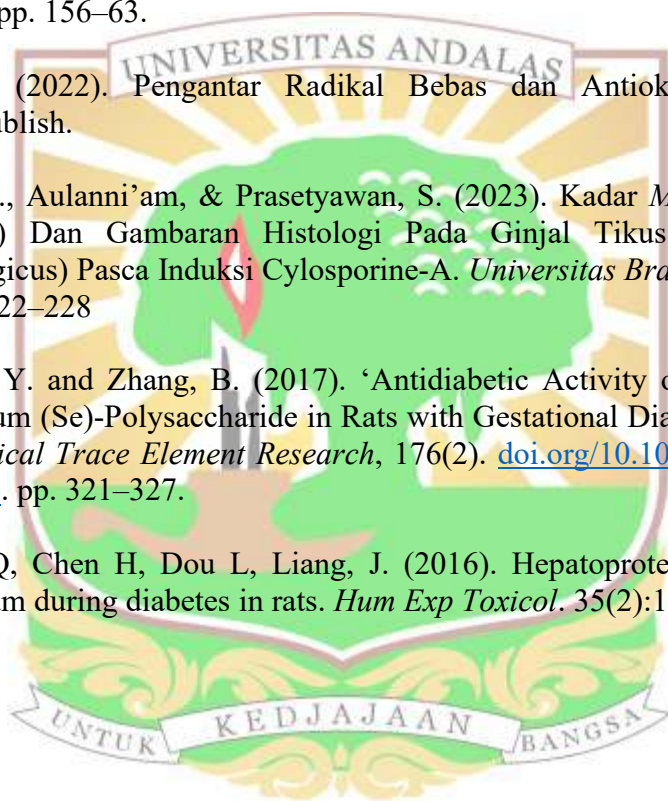 pp. 156–63.
UNIVERSITAS ANDALAS
(2022). Pengantar Radikal Bebas dan Antiok
ublish.
., Aulanni’am, & Prasetyawan, S. (2023). Kadar M
) Dan Gambaran Histologi Pada Ginjal Tikus
gicus) Pasca Induksi Cylosporine-A. Universitas Bra
22–228
Y. and Zhang, B. (2017). ‘Antidiabetic Activity o
um (Se)-Polysaccharide in Rats with Gestational Dia
ical Trace Element Research, 176(2). doi.org/10.10
. pp. 321–327.
Q, Chen H, Dou L, Liang, J. (2016). Hepatoprote
um during diabetes in rats. Hum Exp Toxicol. 35(2):1
UNTUK KEDJAJAAN BANGSA